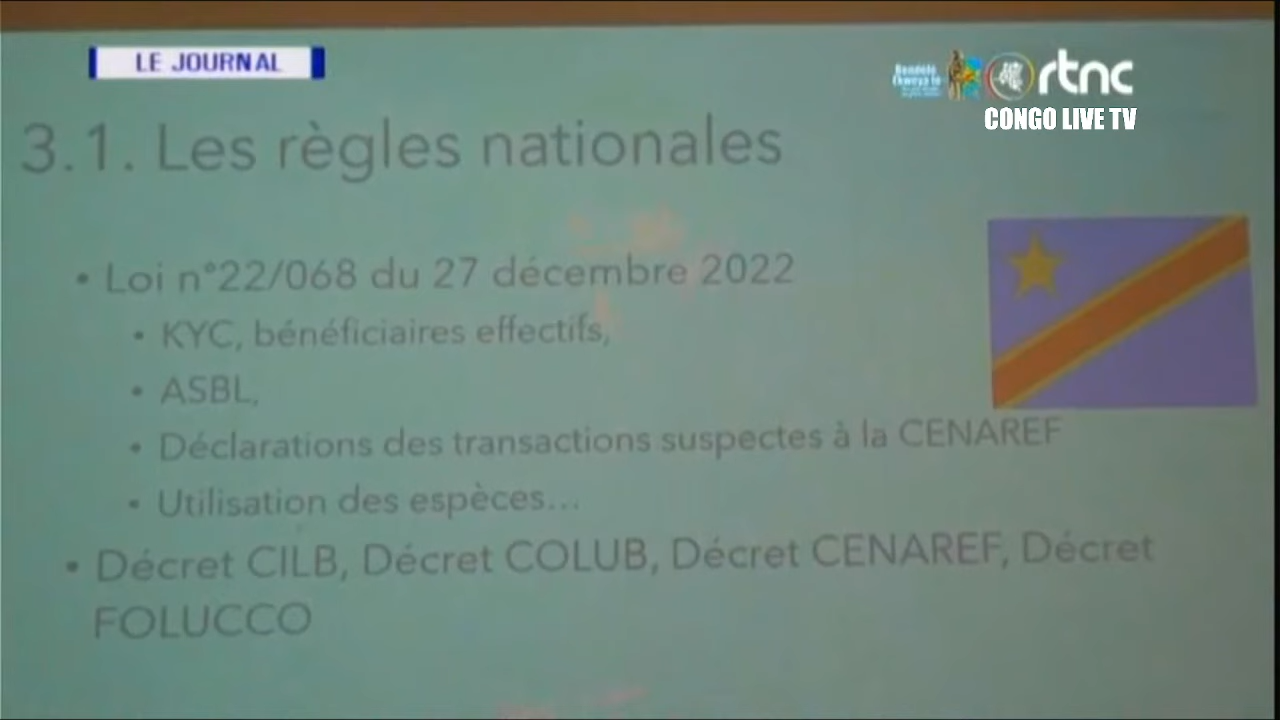 LE JOURNAL
rtnc
CONGO LIVE TV
3.1. Les règles nationales
• Loi n°22/068 du 27 décembre 2022
• KYC, bénéficiaires effectifs,
• ASBL,
• Déclarations des transactions suspectes à la CENAREF
• Utilisation des espèces...
• Décret CILB, Décret COLUB, Décret CENAREF, Décret
FOLUCCO